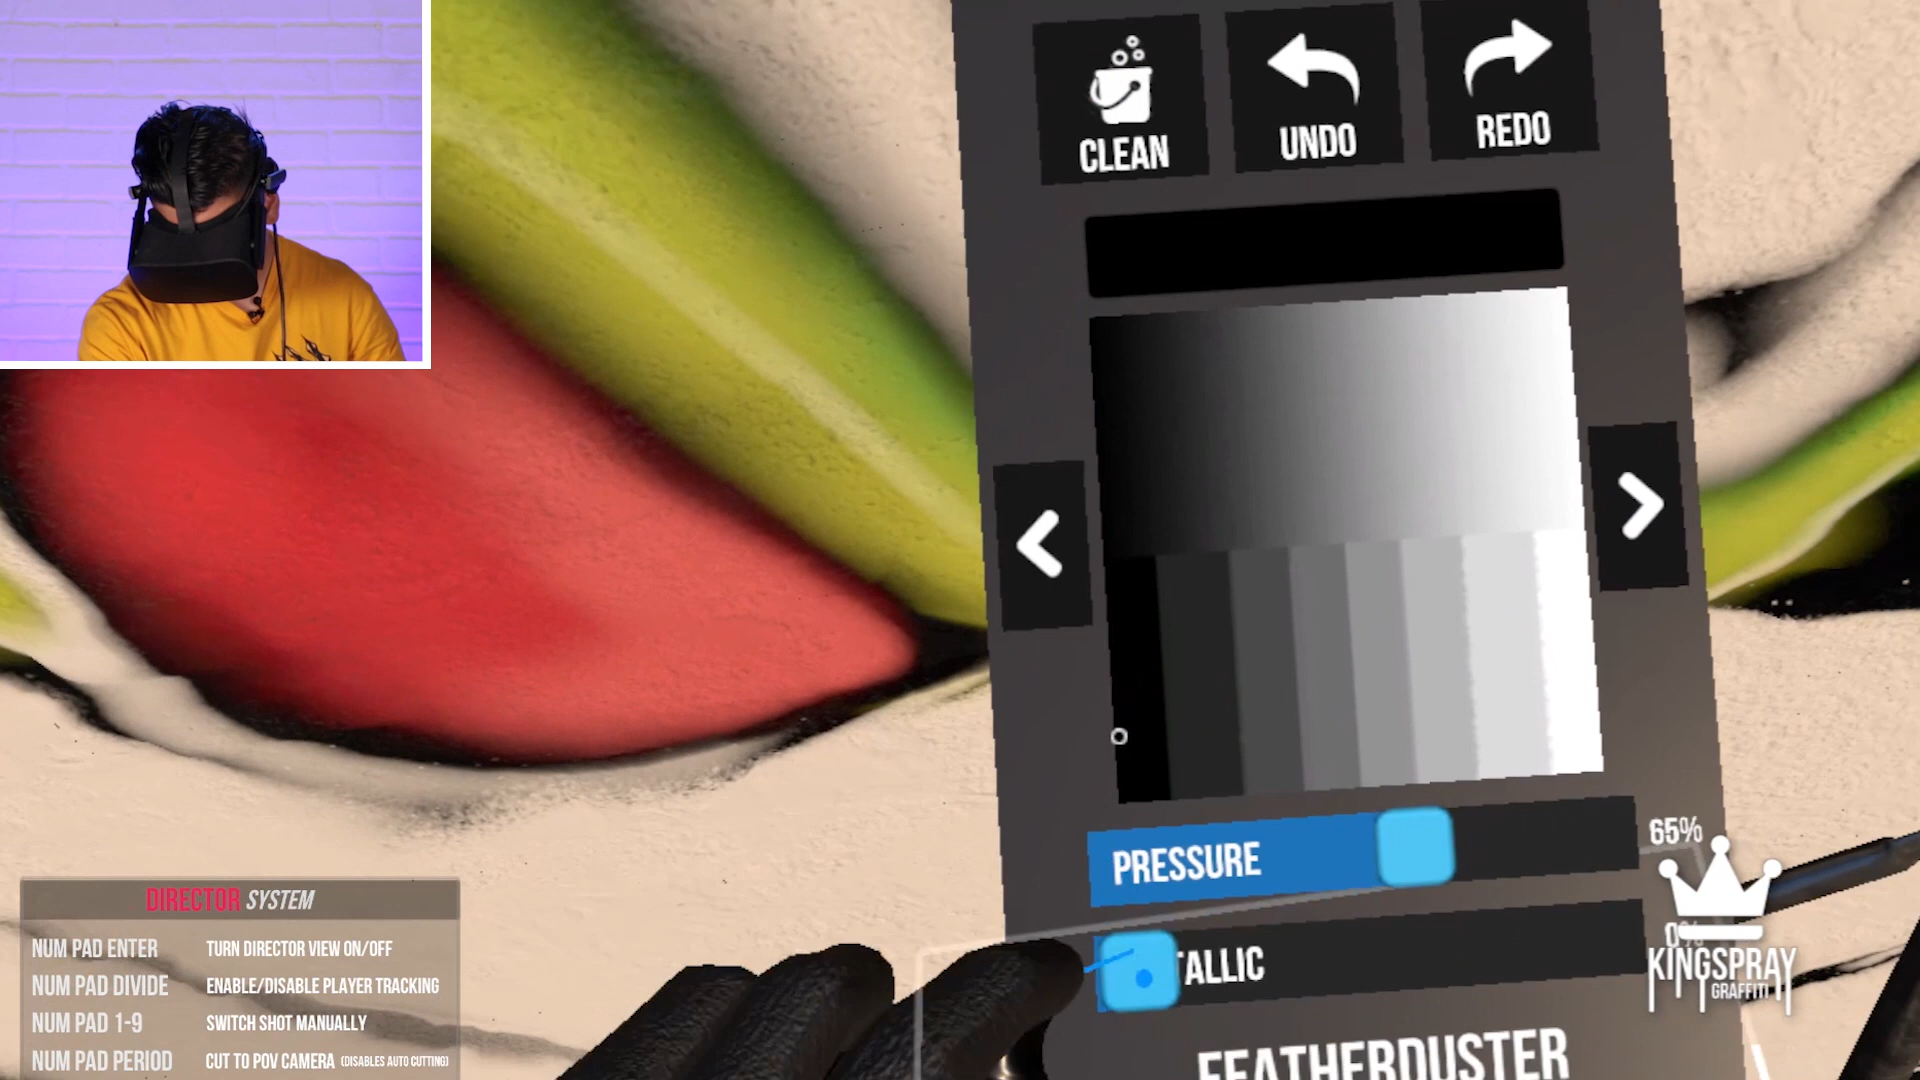 CLEAN
UNDO
REDO
PRESSURE
65%
TALLIC
0%
KINGSPRAY
GRAFFITI
FEATHERDUSTER
DIRECTOR SYSTEM
NUM PAD ENTER TURN DIRECTOR VIEW ON/OFF
NUM PAD DIVIDE ENABLE/DISABLE PLAYER TRACKING
NUM PAD 1-9 SWITCH SHOT MANUALLY
NUM PAD PERIOD CUT TO POV CAMERA (DISABLES AUTO CUTTING)